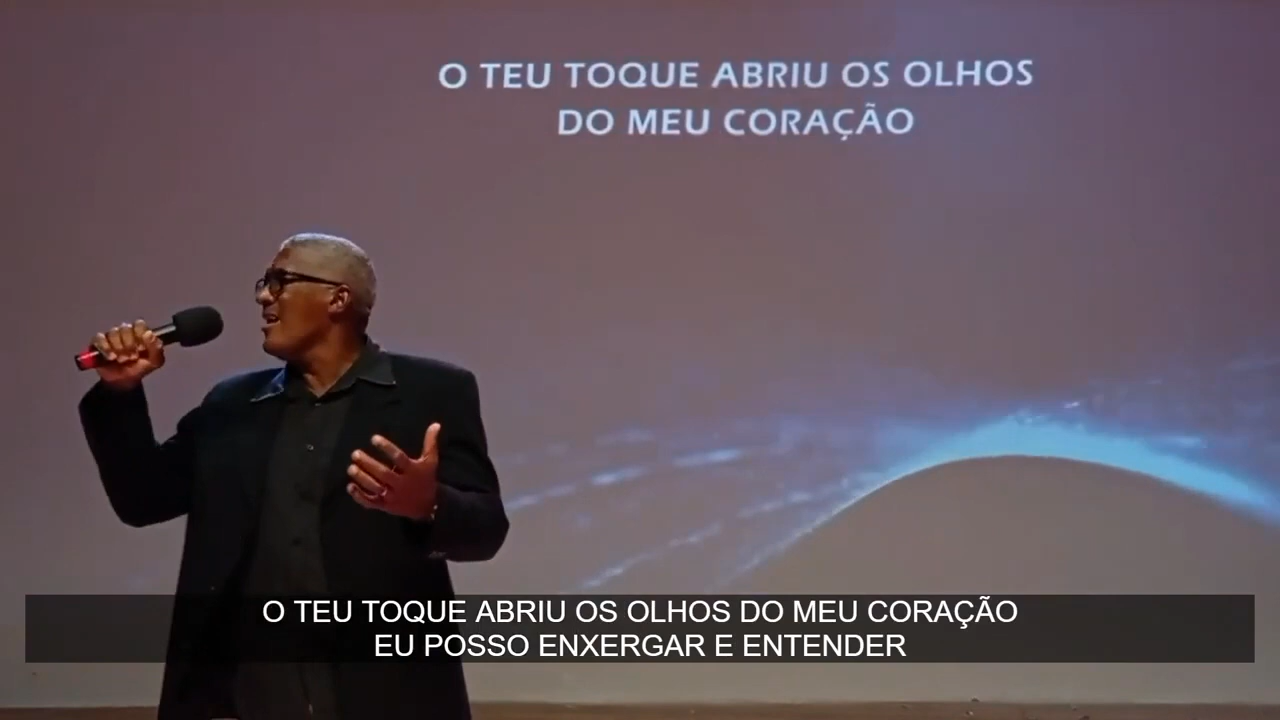 O TEU TOQUE ABRIU OS OLHOS
DO MEU CORAÇÃO
O TEU TOQUE ABRIU OS OLHOS DO MEU CORAÇÃO
EU POSSO ENXERGAR E ENTENDER